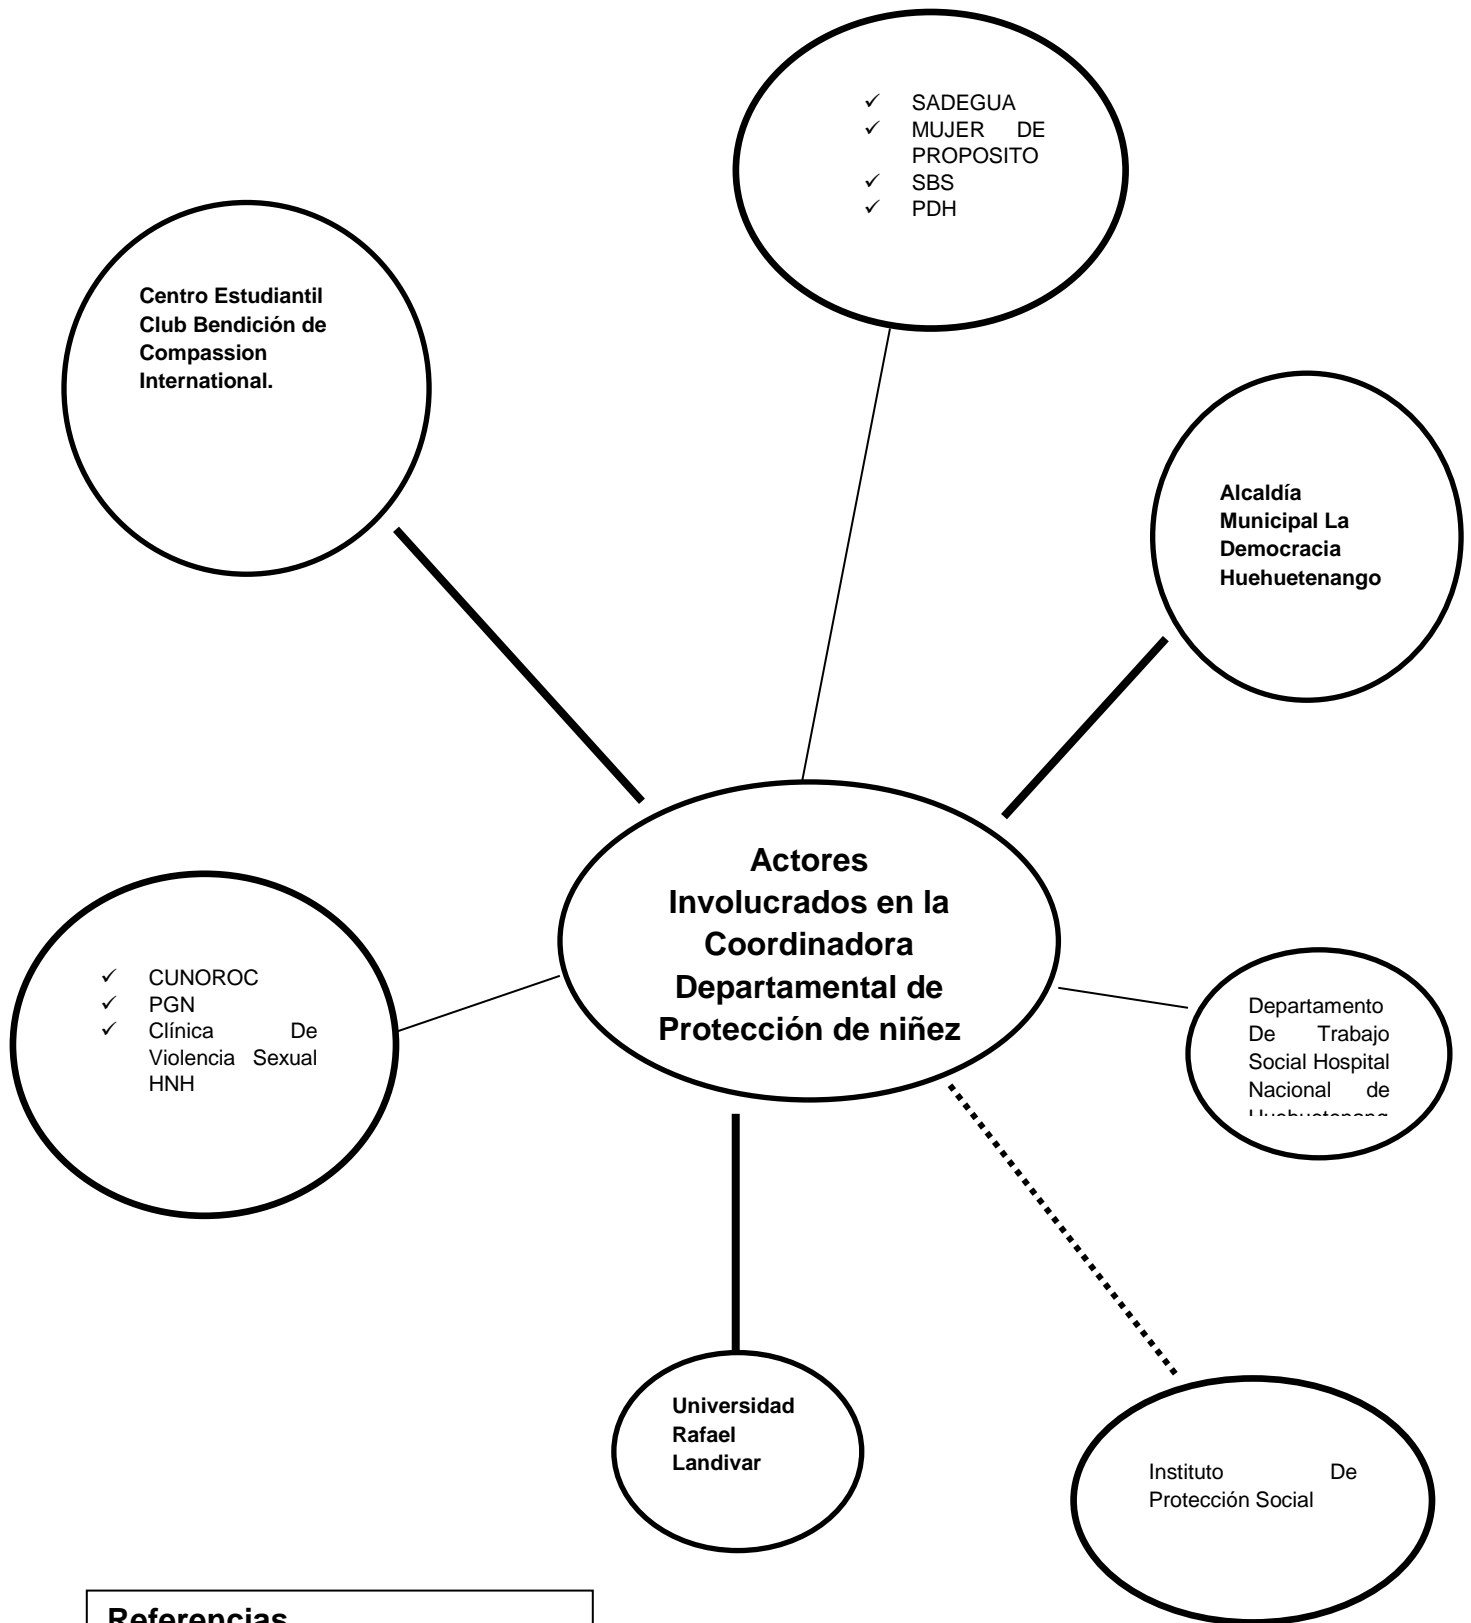 ✓ SADEGUA
✓ MUJER DE
PROPOSITO
✓ SBS
✓ PDH
Centro Estudiantil
Club Bendición de
Compassion
International.
Alcaldía
Municipal La
Democracia
Huehuetenango
Actores
Involucrados en la
Coordinadora
Departamental de
Protección de niñez
✓ CUNOROC
✓ PGN
✓ Clínica De
Violencia Sexual
HNH
Departamento
De Trabajo
Social Hospital
Nacional de
Universidad
Rafael
Landivar
Instituto De
Protección Social
Referencias